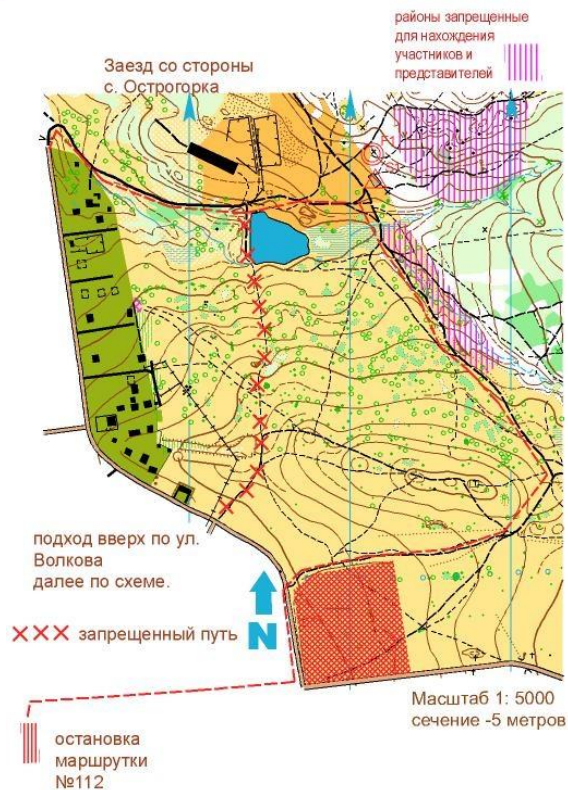 районы запрещенные
для нахождения
участников и
представителей
Заезд со стороны
с. Острогорка
подход вверх по ул.
Волкова
далее по схеме.
××× запрещенный путь
N
Масштаб 1: 5000
сечение -5 метров
остановка
маршрутки
№112